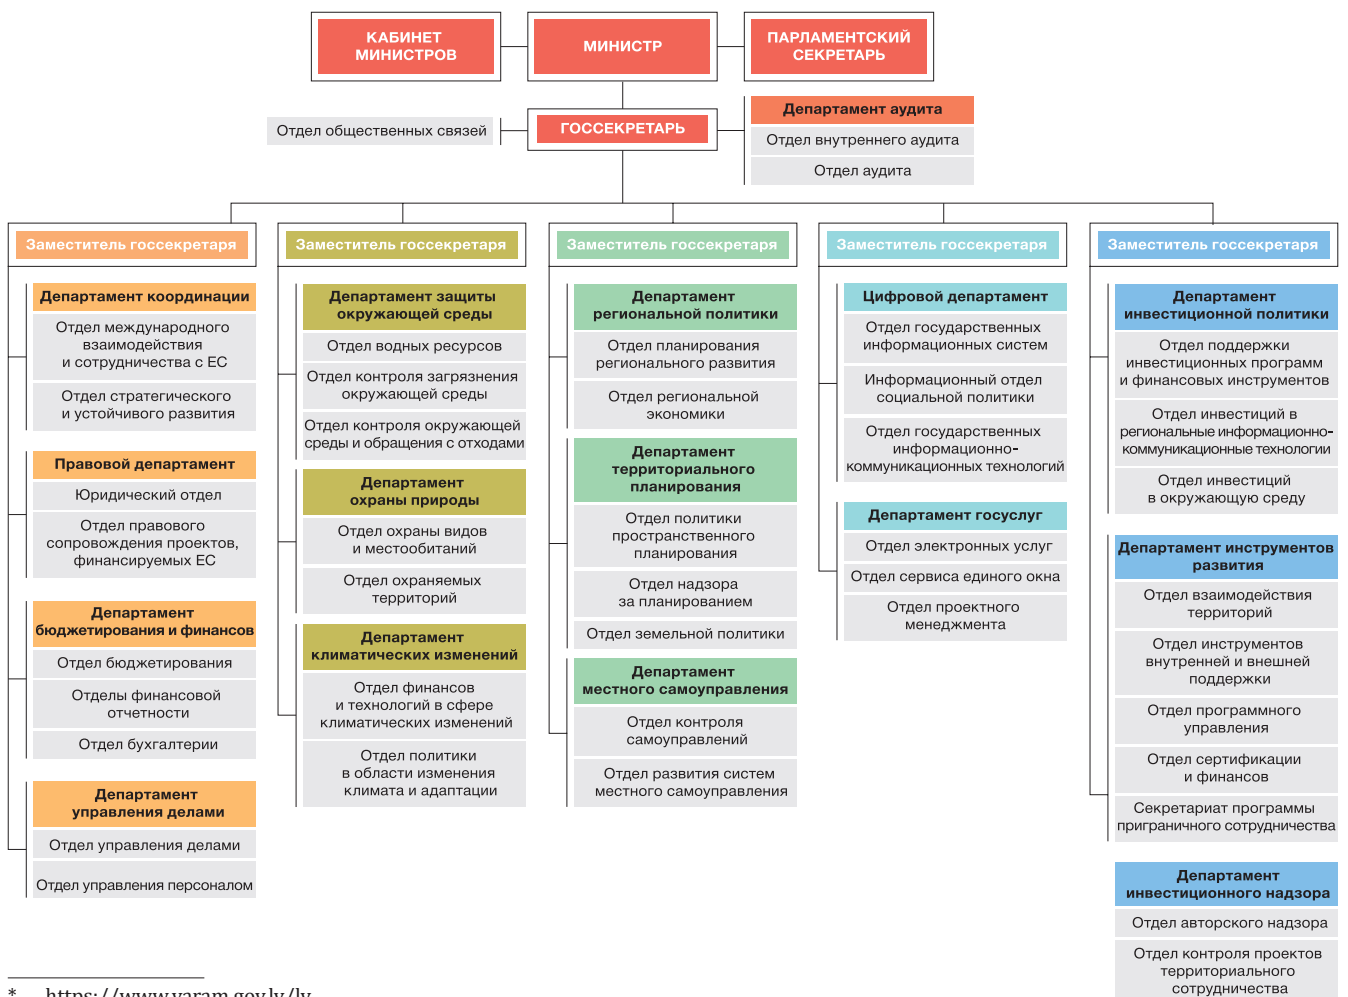 КАБИНЕТ
МИНИСТРОВ
МИНИСТР
ПАРЛАМЕНТСКИЙ
СЕКРЕТАРЬ
Отдел общественных связей
ГОССЕКРЕТАРЬ
Департамент аудита
Отдел внутреннего аудита
Отдел аудита
Заместитель госсекретаря
Департамент координации
Отдел международного
взаимодействия
и сотрудничества с ЕС
Отдел стратегического
и устойчивого развития
Правовой департамент
Юридический отдел
Отдел правового
сопровождения проектов,
финансируемых ЕС
Департамент
бюджетирования и финансов
Отдел бюджетирования
Отделы финансовой
отчетности
Отдел бухгалтерии
Департамент
управления делами
Отдел управления делами
Отдел управления персоналом
Заместитель госсекретаря
Департамент защиты
окружающей среды
Отдел водных ресурсов
Отдел контроля загрязнения
окружающей среды
Отдел контроля окружающей
среды и обращения с отходами
Департамент
охраны природы
Отдел охраны видов
и местообитаний
Отдел охраняемых
территорий
Департамент
климатических изменений
Отдел финансов
и технологий в сфере
климатических изменений
Отдел политики
в области изменения
климата и адаптации
Заместитель госсекретаря
Департамент
региональной политики
Отдел планирования
регионального развития
Отдел региональной
экономики
Департамент
территориального
планирования
Отдел политики
пространственного
планирования
Отдел надзора
за планированием
Отдел земельной политики
Департамент
местного самоуправления
Отдел контроля
самоуправлений
Отдел развития систем
местного самоуправления
Заместитель госсекретаря
Цифровой департамент
Отдел государственных
информационных систем
Информационный отдел
социальной политики
Отдел государственных
информационно-
коммуникационных технологий
Департамент госуслуг
Отдел электронных услуг
Отдел сервиса единого окна
Отдел проектного
менеджмента
Заместитель госсекретаря
Департамент
инвестиционной политики
Отдел поддержки
инвестиционных программ
и финансовых инструментов
Отдел инвестиций в
региональные информационно-
коммуникационные технологии
Отдел инвестиций
в окружающую среду
Департамент инструментов
развития
Отдел взаимодействия
территорий
Отдел инструментов
внутренней и внешней
поддержки
Отдел программного
управления
Отдел сертификации
и финансов
Секретариат программы
приграничного сотрудничества
Департамент
инвестиционного надзора
Отдел авторского надзора
Отдел контроля проектов
территориального
сотрудничества
* https://www.varam.gov.lv/lv